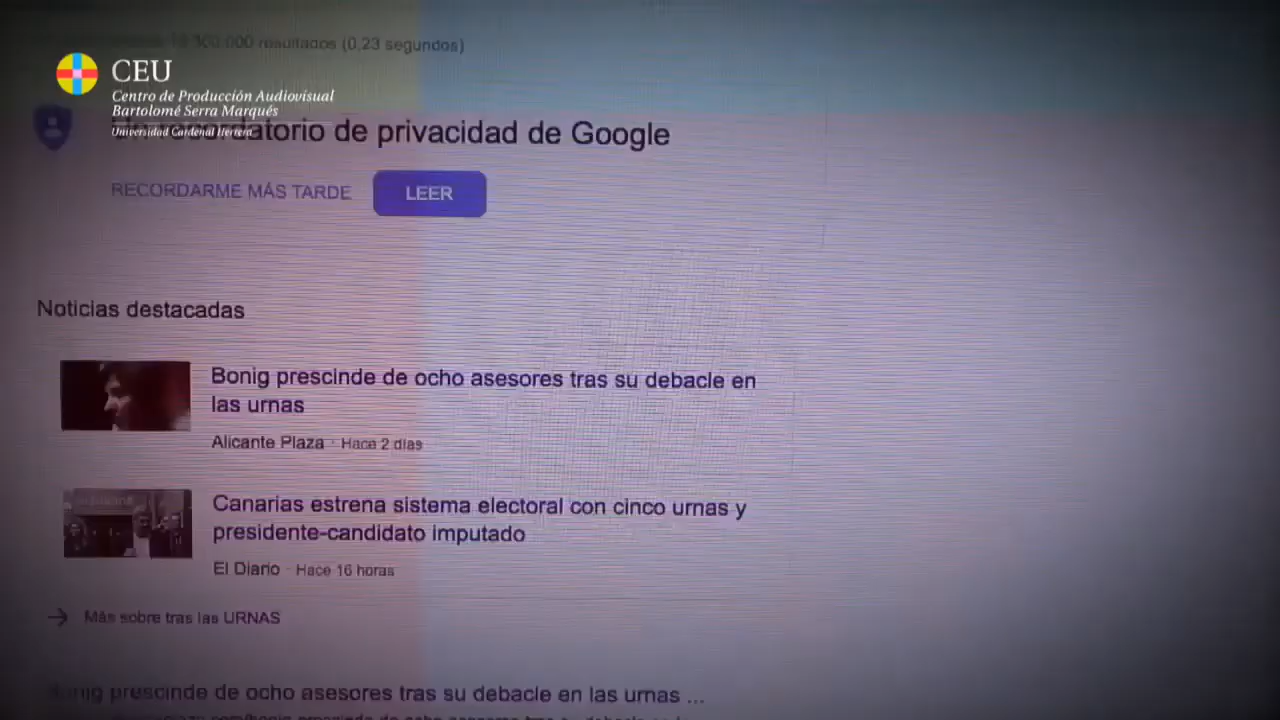 resultados (0,23 segundos)
CEU
Centro de Producción Audiovisual
Bartolomé Serra Marqués
Universidad Cardenal Herrera
Un recordatorio de privacidad de Google
RECORDARME MÁS TARDE
LEER
Noticias destacadas
Bonig prescinde de ocho asesores tras su debacle en
las urnas
Alicante Plaza · Hace 2 días
Canarias estrena sistema electoral con cinco urnas y
presidente-candidato imputado
El Diario · Hace 16 horas
Más sobre tras las URNAS
Bonig prescinde de ocho asesores tras su debacle en las urnas ...